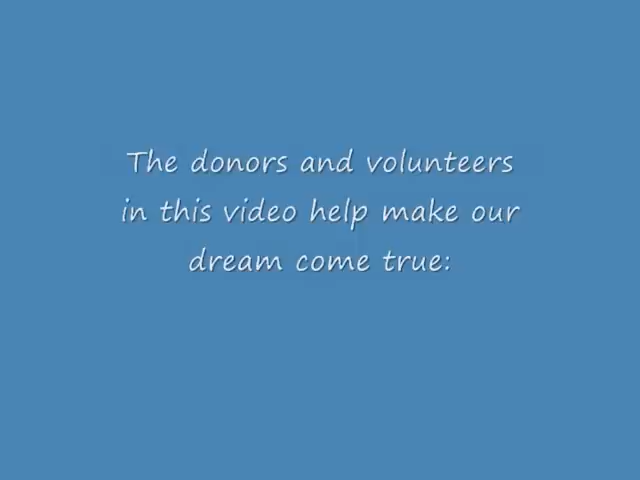 The donors and volunteers
in this video help make our
dream come true: